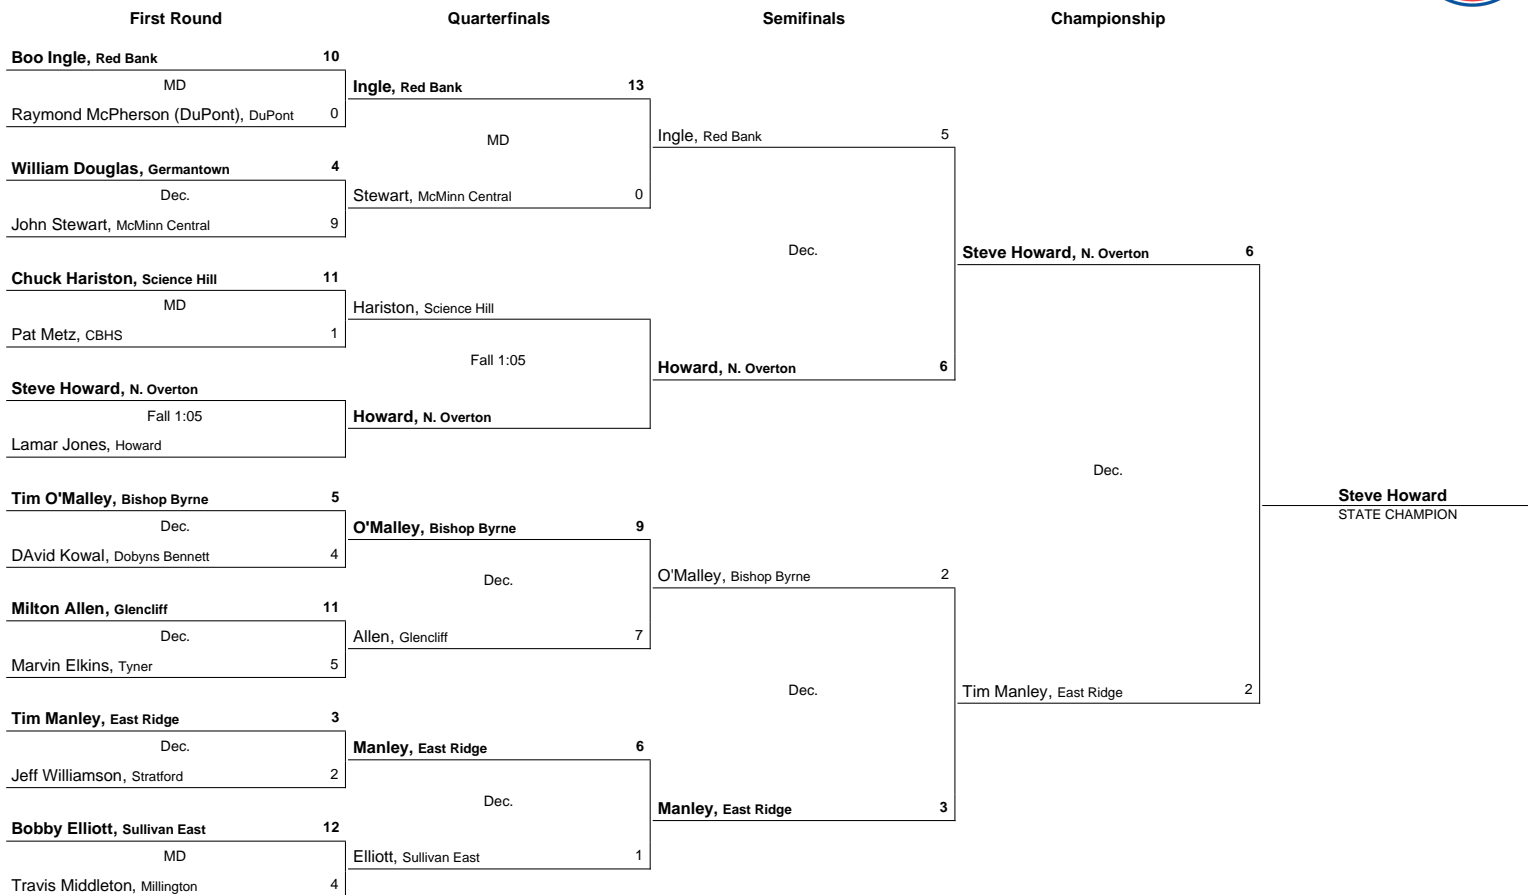 First Round Quarterfinals Semifinals Championship
Boo Ingle, Red Bank 10
MD
Raymond McPherson (DuPont), DuPont 0
William Douglas, Germantown 4
Dec.
John Stewart, McMinn Central 9
Chuck Hariston, Science Hill 11
MD
Pat Metz, CBHS 1
Steve Howard, N. Overton
Fall 1:05
Lamar Jones, Howard
Tim O'Malley, Bishop Byrne 5
Dec.
DAvid Kowal, Dobyns Bennett 4
Milton Allen, Glencliff 11
Dec.
Marvin Elkins, Tyner 5
Tim Manley, East Ridge 3
Dec.
Jeff Williamson, Stratford 2
Bobby Elliott, Sullivan East 12
MD
Travis Middleton, Millington 4
Ingle, Red Bank 13
MD
Stewart, McMinn Central 0
Hariston, Science Hill
Fall 1:05
Howard, N. Overton
O'Malley, Bishop Byrne 9
Dec.
Allen, Glencliff 7
Manley, East Ridge 6
Dec.
Elliott, Sullivan East 1
Ingle, Red Bank 5
Dec.
Howard, N. Overton 6
O'Malley, Bishop Byrne 2
Dec.
Manley, East Ridge 3
Steve Howard, N. Overton 6
Dec.
Tim Manley, East Ridge 2
Steve Howard
STATE CHAMPION